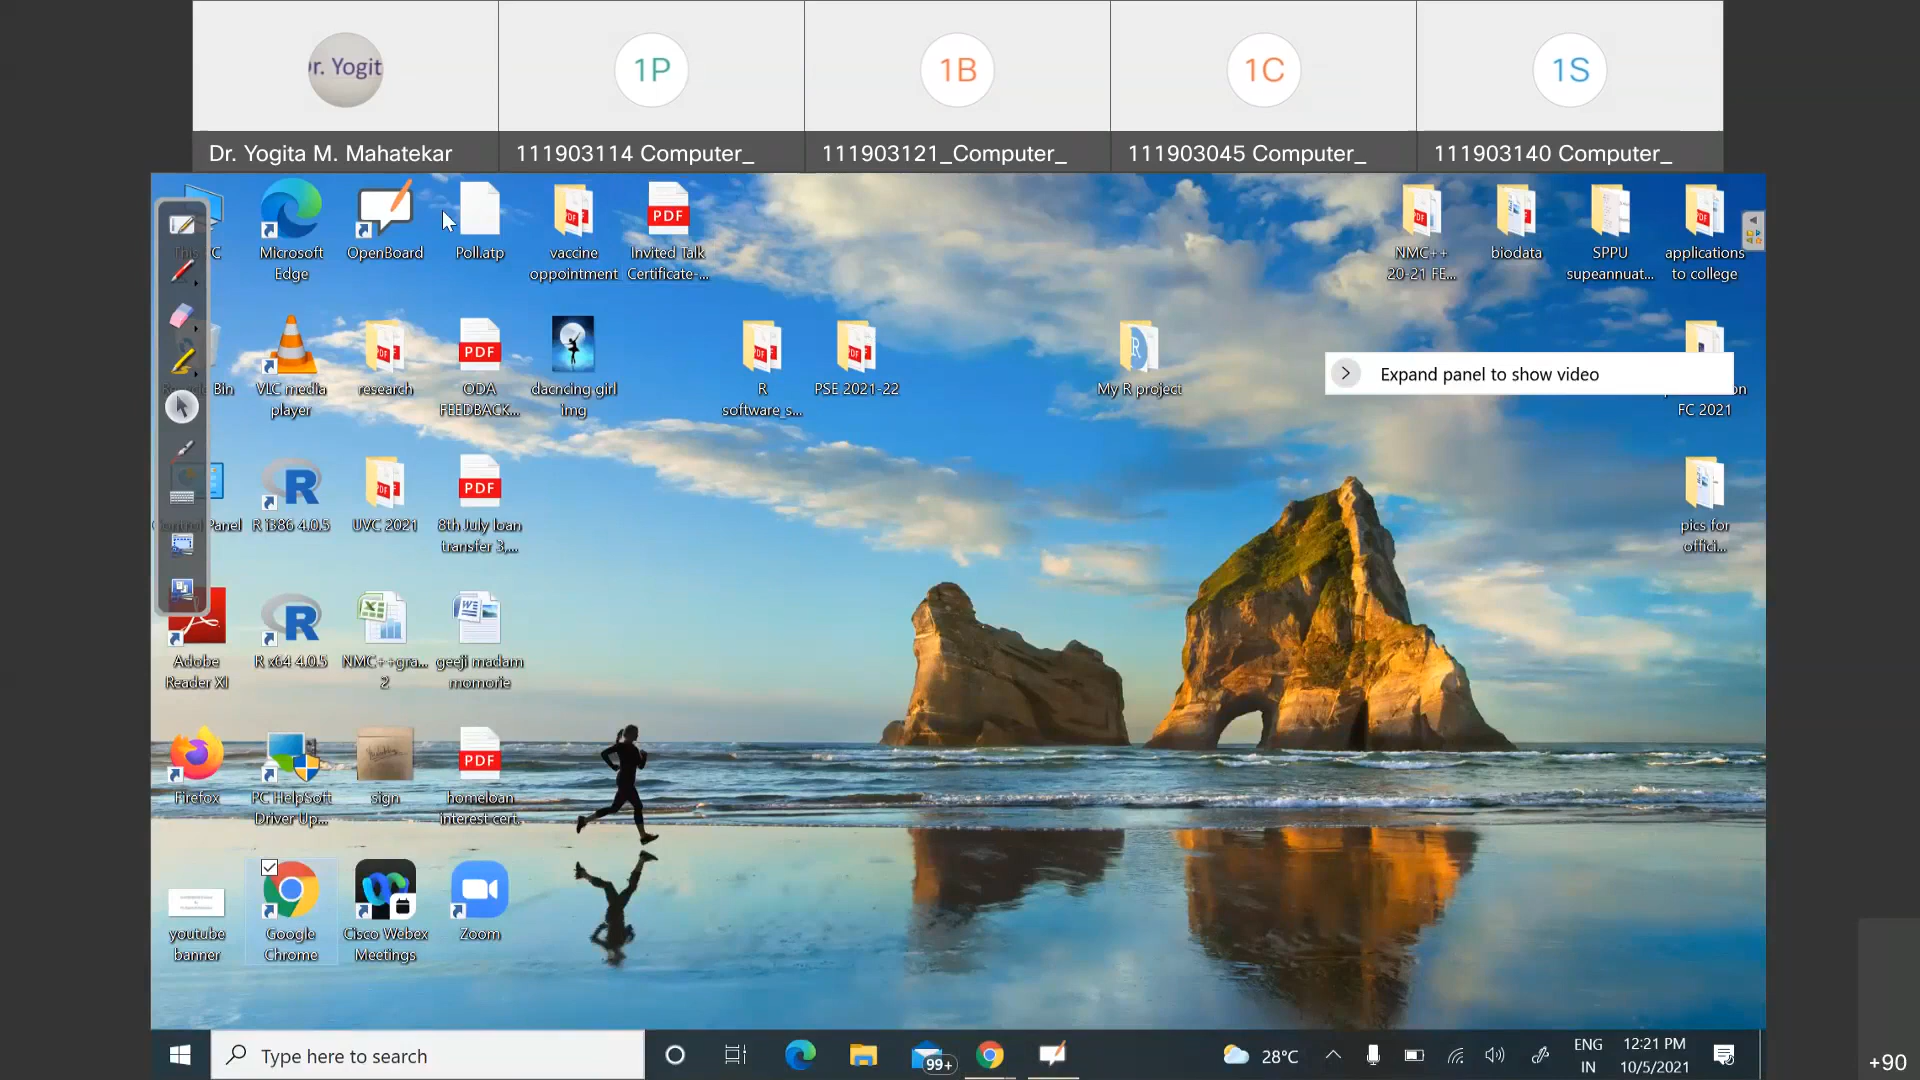 r. Yogit
1P
1B
1C
1S
Dr. Yogita M. Mahatekar
111903114 Computer_
111903121_Computer_
111903045 Computer_
111903140 Computer_
Microsoft
Edge
OpenBoard
Poll.atp
vaccine
oppointment
PDF
Invited Talk
Certificate-...
NMC++
20-21 FE...
biodata
SPPU
supeannuat...
applications
to college
Bin
VLC media
player
research
PDF
ODA
FEEDBACK...
dacncing girl
img
R
software_s...
PSE 2021-22
My R project
Expand panel to show video
FC 2021
Panel
R i386 4.0.5
UVC 2021
PDF
8th July loan
transfer 3,...
pics for
offici...
Adobe
Reader XI
R x64 4.0.5
NMC++gra...
2
geeji madam
momorie
Firefox
PC HelpSoft
Driver Up...
sign
PDF
homeloan
interest cert.
youtube
banner
Google
Chrome
Cisco Webex
Meetings
Zoom
Type here to search
99+
28°C
ENG
IN
12:21 PM
10/5/2021
+90